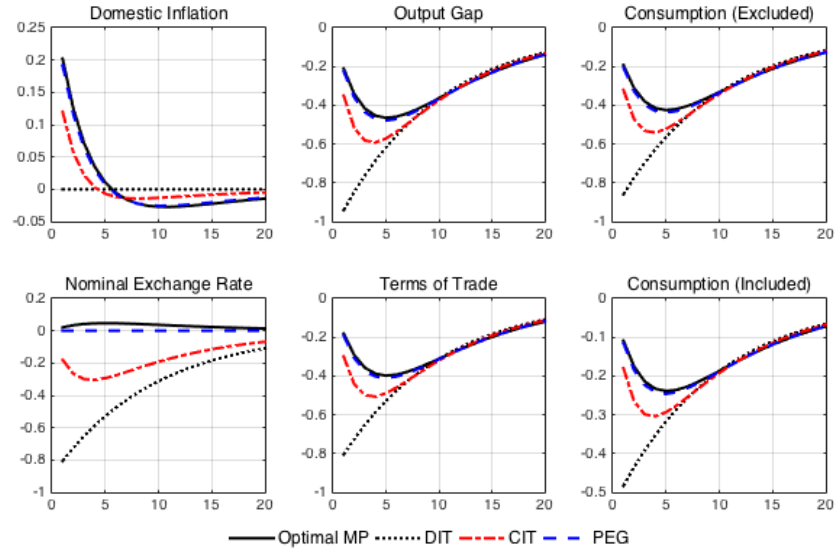 Domestic Inflation
0.25
0.2
0.15
0.1
0.05
0
-0.05
0 5 10 15 20
Output Gap
0
-0.2
-0.4
-0.6
-0.8
-1
0 5 10 15 20
Consumption (Excluded)
0
-0.2
-0.4
-0.6
-0.8
-1
0 5 10 15 20
Nominal Exchange Rate
0.2
0
-0.2
-0.4
-0.6
-0.8
-1
0 5 10 15 20
Terms of Trade
0
-0.2
-0.4
-0.6
-0.8
-1
0 5 10 15 20
Consumption (Included)
0
-0.1
-0.2
-0.3
-0.4
-0.5
0 5 10 15 20
Optimal MP DIT CIT PEG